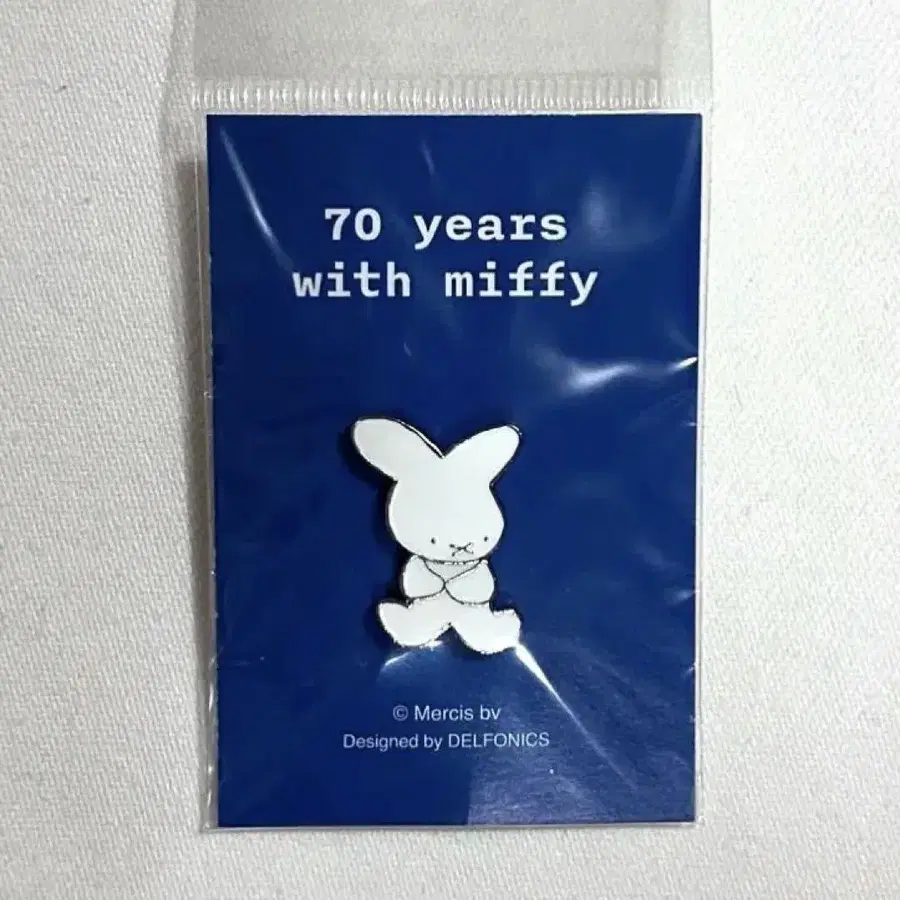 70 years
with miffy
© Mercis bv
Designed by DELFONICS